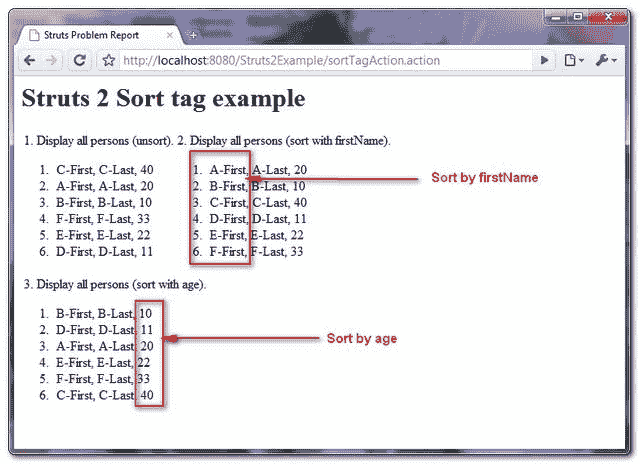 Struts Problem Report
http://localhost:8080/Struts2Example/sortTagAction.action
Struts 2 Sort tag example
1. Display all persons (unsort). 2. Display all persons (sort with firstName).
1. C-First, C-Last, 40
2. A-First, A-Last, 20
3. B-First, B-Last, 10
4. F-First, F-Last, 33
5. E-First, E-Last, 22
6. D-First, D-Last, 11
1. A-First, A-Last, 20
2. B-First, B-Last, 10
3. C-First, C-Last, 40
4. D-First, D-Last, 11
5. E-First, E-Last, 22
6. F-First, F-Last, 33
Sort by firstName
3. Display all persons (sort with age).
1. B-First, B-Last, 10
2. D-First, D-Last, 11
3. A-First, A-Last, 20
4. E-First, E-Last, 22
5. F-First, F-Last, 33
6. C-First, C-Last, 40
Sort by age